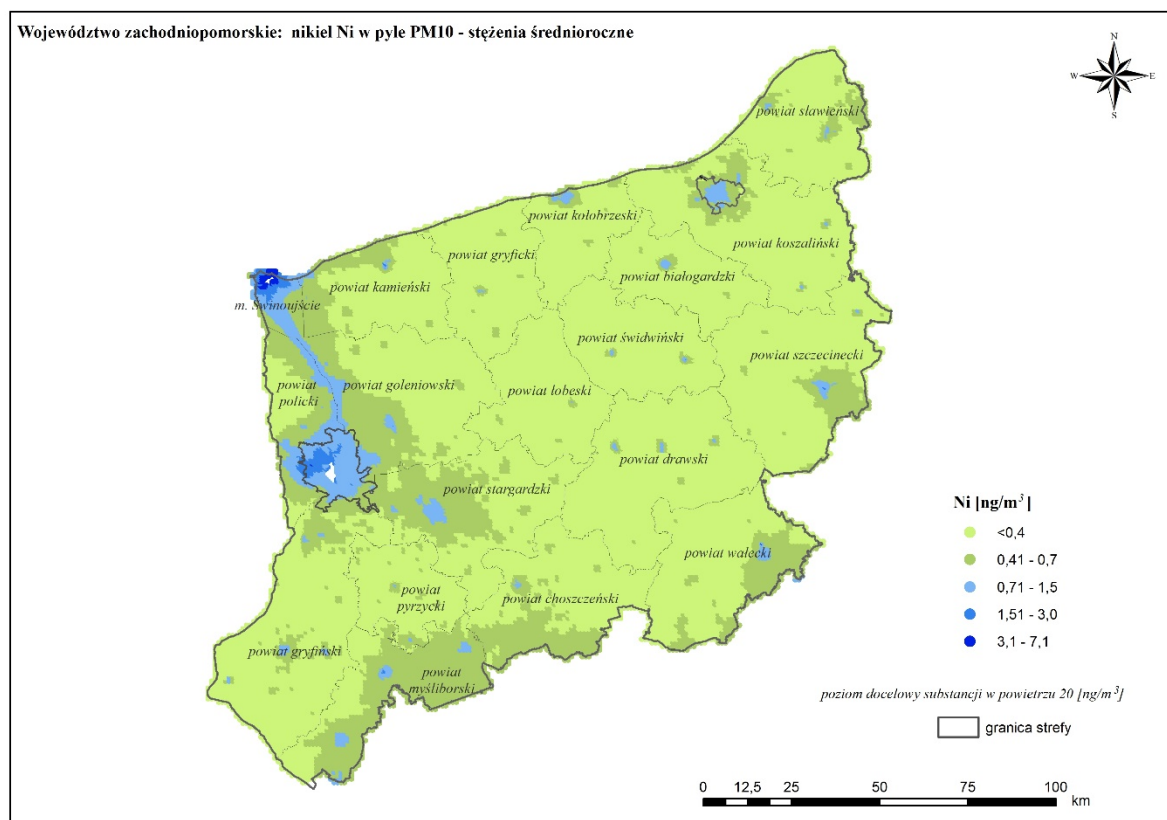 Województwo zachodniopomorskie: nikiel Ni w pyle PM10 - stężenia średnioroczne
N
W
E
S
powiat sławieński
powiat kołobrzeski
powiat koszaliński
powiat gryficki
powiat białogardzki
powiat kamieński
m. Świnoujście
powiat świdwiński
powiat szczecinecki
powiat
policki
powiat goleniowski
powiat łobeski
powiat drawski
powiat stargardzki
powiat wałecki
powiat
pyrzycki
powiat choszczeński
powiat gryfiński
powiat
myśliborski
Ni [ng/m³]
<0,4
0,41 - 0,7
0,71 - 1,5
1,51 - 3,0
3,1 - 7,1
poziom docelowy substancji w powietrzu 20 [ng/m³]
granica strefy
0 12,5 25 50 75 100
km